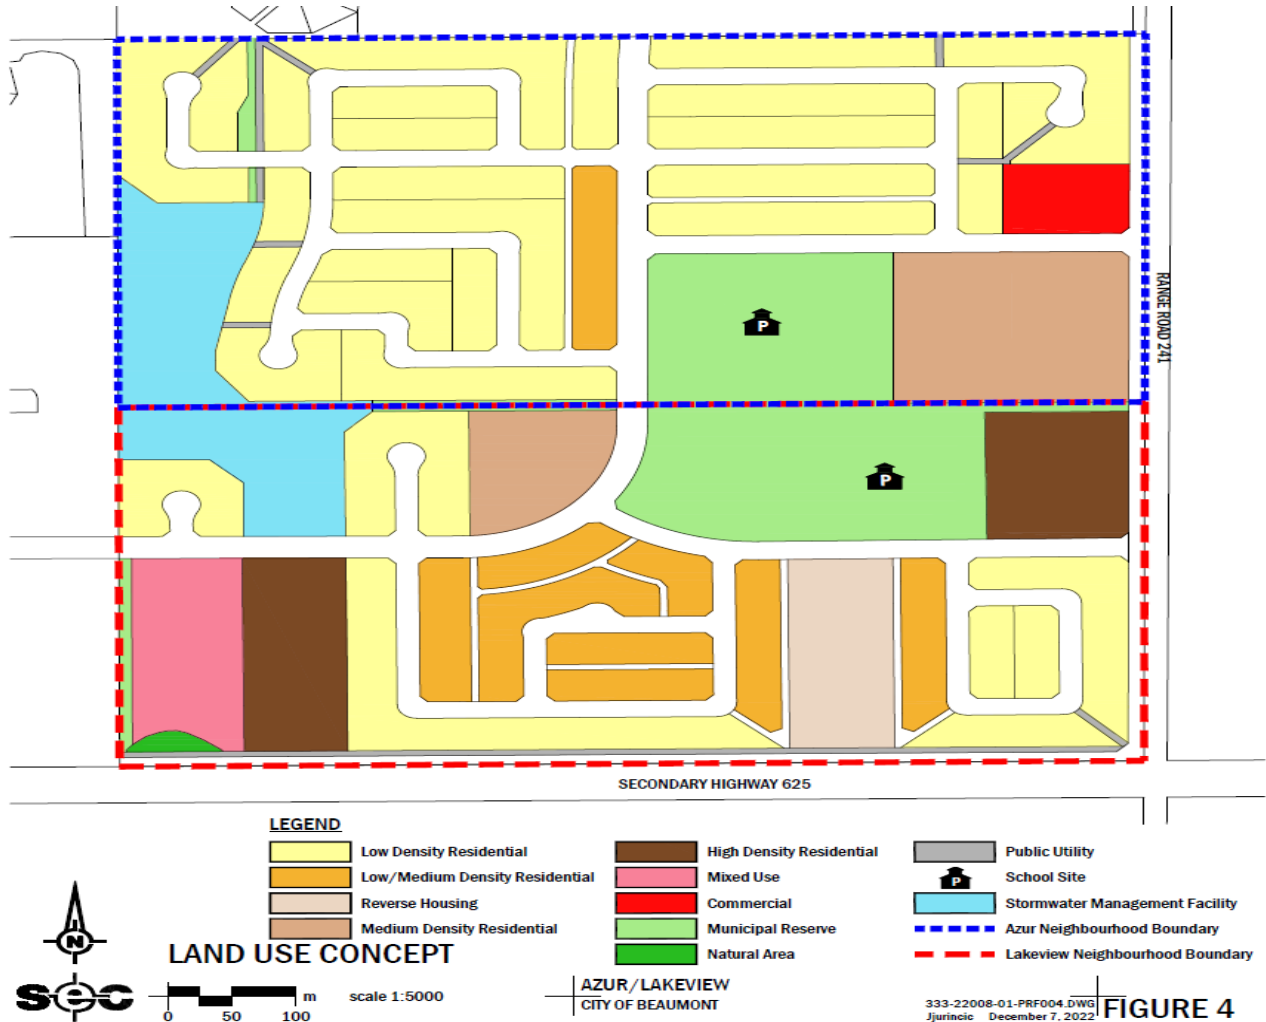 P
RANGE ROAD 241
P
SECONDARY HIGHWAY 625
LEGEND
Low Density Residential
Low/Medium Density Residential
Reverse Housing
Medium Density Residential
High Density Residential
Mixed Use
Commercial
Municipal Reserve
Natural Area
Public Utility
P
School Site
Stormwater Management Facility
Azur Neighbourhood Boundary
Lakeview Neighbourhood Boundary
N
LAND USE CONCEPT
sec
0 50 100 m
scale 1:5000
AZUR/LAKEVIEW
CITY OF BEAUMONT
333-22008-01-PRF004.DWG
Jjurincic December 7, 2022
FIGURE 4